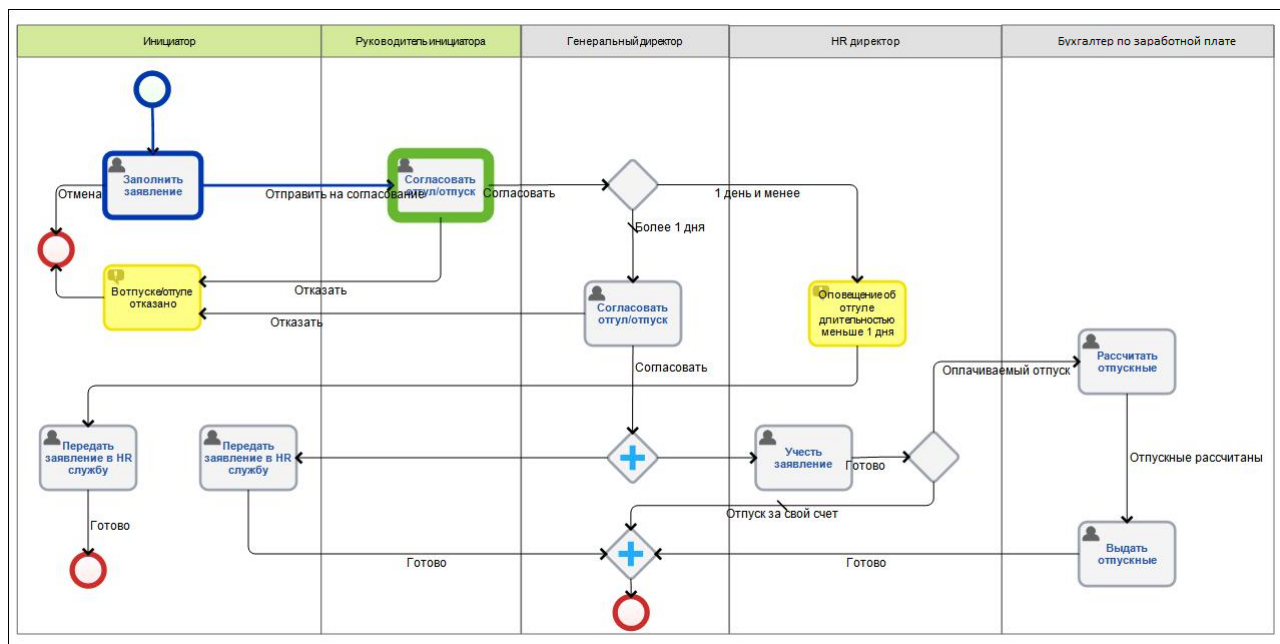 Инициатор
Руководитель инициатора
Генеральный директор
HR директор
Бухгалтер по заработной плате
Заполнить
заявление
Отмена
Отправить на согласование
Согласовать
отгул/отпуск
Согласовать
1 день и менее
Более 1 дня
В отпуске/отгуле
отказано
Отказать
Отказать
Согласовать
отгул/отпуск
Оповещение об
отгуле
длительностью
меньше 1 дня
Согласовать
Оплачиваемый отпуск
Рассчитать
отпускные
Передать
заявление в HR
службу
Передать
заявление в HR
службу
Учесть
заявление
Готово
Отпускные рассчитаны
Отпуск за свой счет
Готово
Готово
Готово
Выдать
отпускные